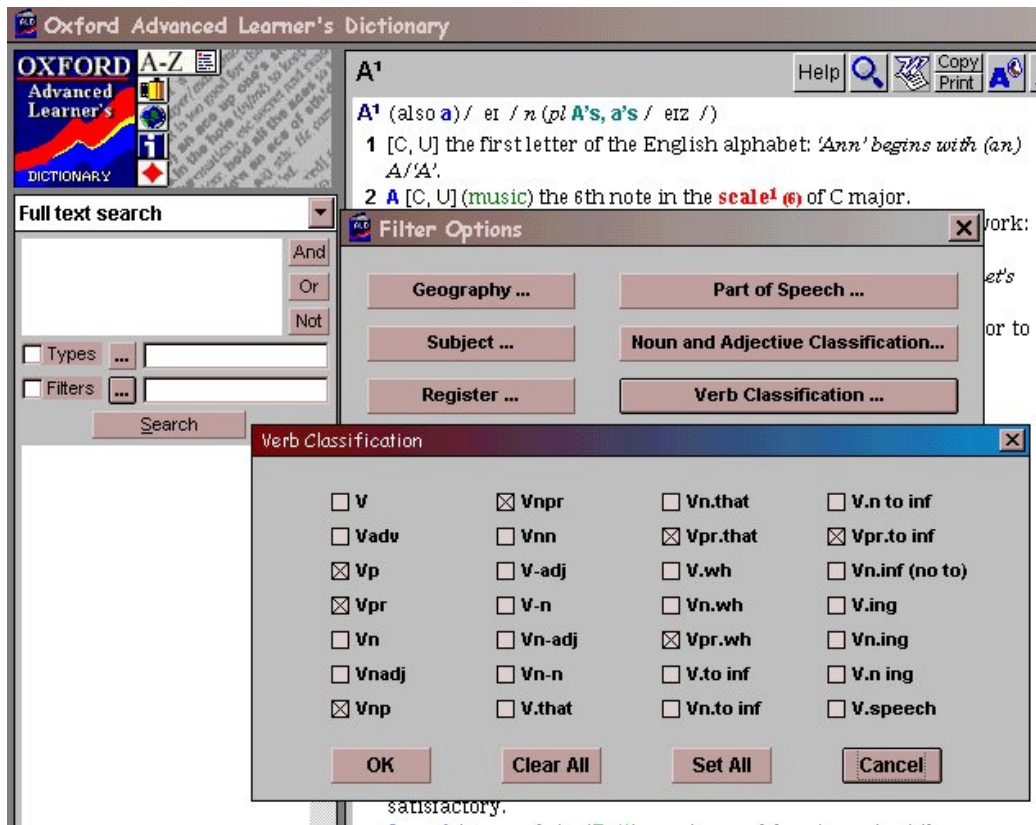 Oxford Advanced Learner's Dictionary
OXFORD
Advanced
Learner's
DICTIONARY
A-Z
A¹
Help
Copy
Print
A¹ (also a) / eɪ / n (pl A's, a's / eɪz /)
1 [C, U] the first letter of the English alphabet: 'Ann' begins with (an)
A/'A'.
2 A [C, U] (music) the 6th note in the scale¹ (6) of C major.
Full text search
And
Or
Not
Types ...
Filters ...
Search
Filter Options
work:
et's
or to
Geography ...
Part of Speech ...
Subject ...
Noun and Adjective Classification...
Register ...
Verb Classification ...
Verb Classification
V
Vnpr
Vn.that
V.n to inf
Vadv
Vnn
Vpr.that
Vpr.to inf
Vp
V-adj
V.wh
Vn.inf (no to)
Vpr
V-n
Vn.wh
V.ing
Vn
Vn-adj
Vpr.wh
Vn.ing
Vnadj
Vn-n
V.to inf
V.n ing
Vnp
V.that
Vn.to inf
V.speech
OK
Clear All
Set All
Cancel
satisfactory.